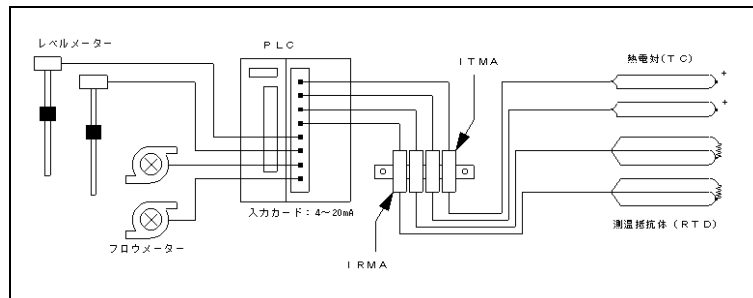 レベルメーター
PLC
ITMA
熱電対(TC)
+
+
入力カード：4～20mA
フロウメーター
IRMA
測温抵抗体(RTD)